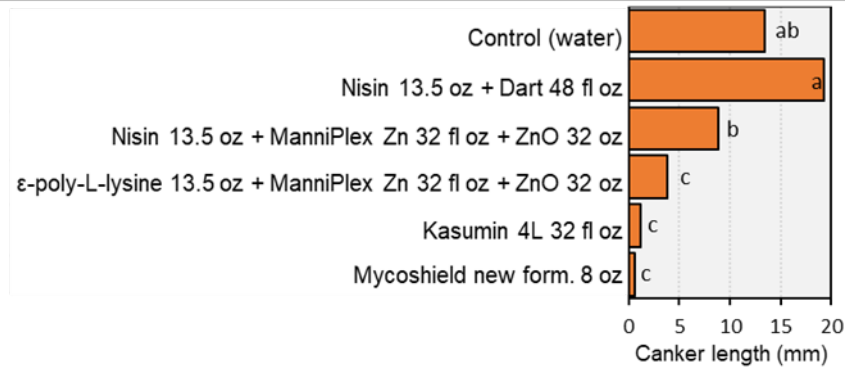 Control (water)
ab
Nisin 13.5 oz + Dart 48 fl oz
a
Nisin 13.5 oz + ManniPlex Zn 32 fl oz + ZnO 32 oz
b
ε-poly-L-lysine 13.5 oz + ManniPlex Zn 32 fl oz + ZnO 32 oz
c
Kasumin 4L 32 fl oz
c
Mycoshield new form. 8 oz
c
0 5 10 15 20
Canker length (mm)